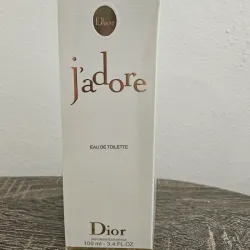 Dior
j'adore
EAU DE TOILETTE
Dior
100 ml - 3.4 FL.OZ